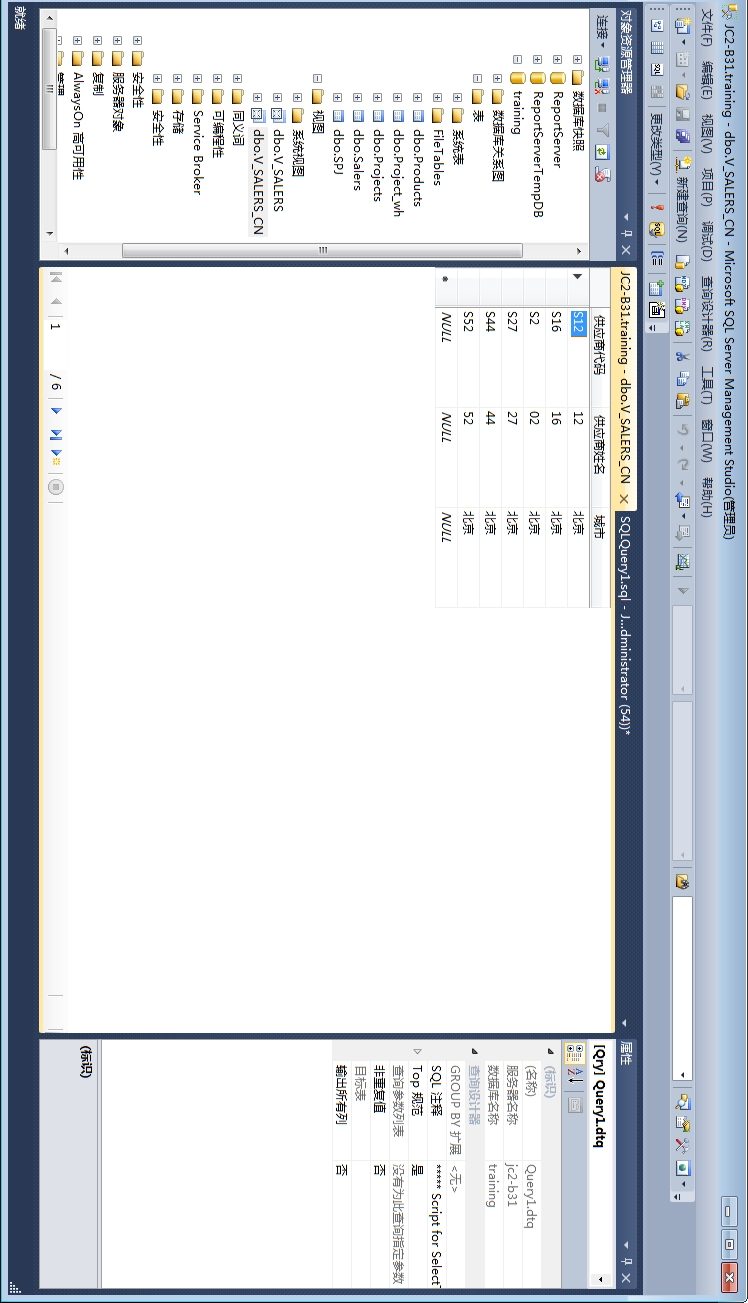 JC2-B31.training - dbo.V_SALERS_CN - Microsoft SQL Server Management Studio(管理员)
文件(F) 编辑(E) 视图(V) 项目(P) 调试(D) 查询设计器(R) 工具(T) 窗口(W) 帮助(H)
新建查询(N)
更改类型(Y)
对象资源管理器
连接
数据库快照
ReportServer
ReportServerTempDB
training
数据库关系图
表
系统表
FileTables
dbo.Products
dbo.Project_wh
dbo.Projects
dbo.Salers
dbo.SPJ
视图
系统视图
dbo.V_SALERS
dbo.V_SALERS_CN
同义词
可编程性
Service Broker
存储
安全性
安全性
服务器对象
复制
AlwaysOn 高可用性
管理
JC2-B31.training - dbo.V_SALERS_CN SQLQuery1.sql - J...dministrator (54))*
供应商代码 供应商姓名 城市
S12 12 北京
S16 16 北京
S2 02 北京
S27 27 北京
S44 44 北京
S52 52 北京
NULL NULL NULL
1 / 6
属性
[Qry] Query1.dtq
(标识)
(名称) Query1.dtq
服务器名称 jc2-b31
数据库名称 training
查询设计器
GROUP BY 扩展 <无>
SQL 注释 ***** Script for Select
Top 规范 是
查询参数列表 没有为此查询指定参数
非重复值 否
目标表
输出所有列 否
(标识)
就绪